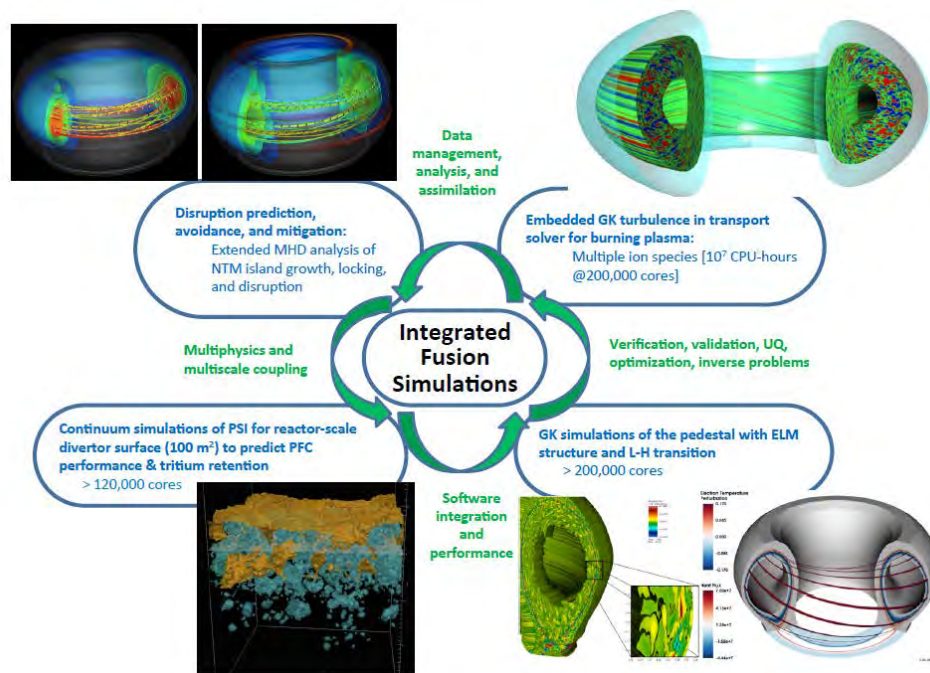 Data
management,
analysis, and
assimilation
Disruption prediction,
avoidance, and mitigation:
Extended MHD analysis of
NTM island growth, locking,
and disruption
Embedded GK turbulence in transport
solver for burning plasma:
Multiple ion species [10⁷ CPU-hours
@200,000 cores]
Multiphysics and
multiscale coupling
Integrated
Fusion
Simulations
Verification, validation, UQ,
optimization, inverse problems
Continuum simulations of PSI for reactor-scale
divertor surface (100 m²) to predict PFC
performance & tritium retention
> 120,000 cores
GK simulations of the pedestal with ELM
structure and L-H transition
> 200,000 cores
Software
integration
and
performance
Electron Temperature
Perturbation